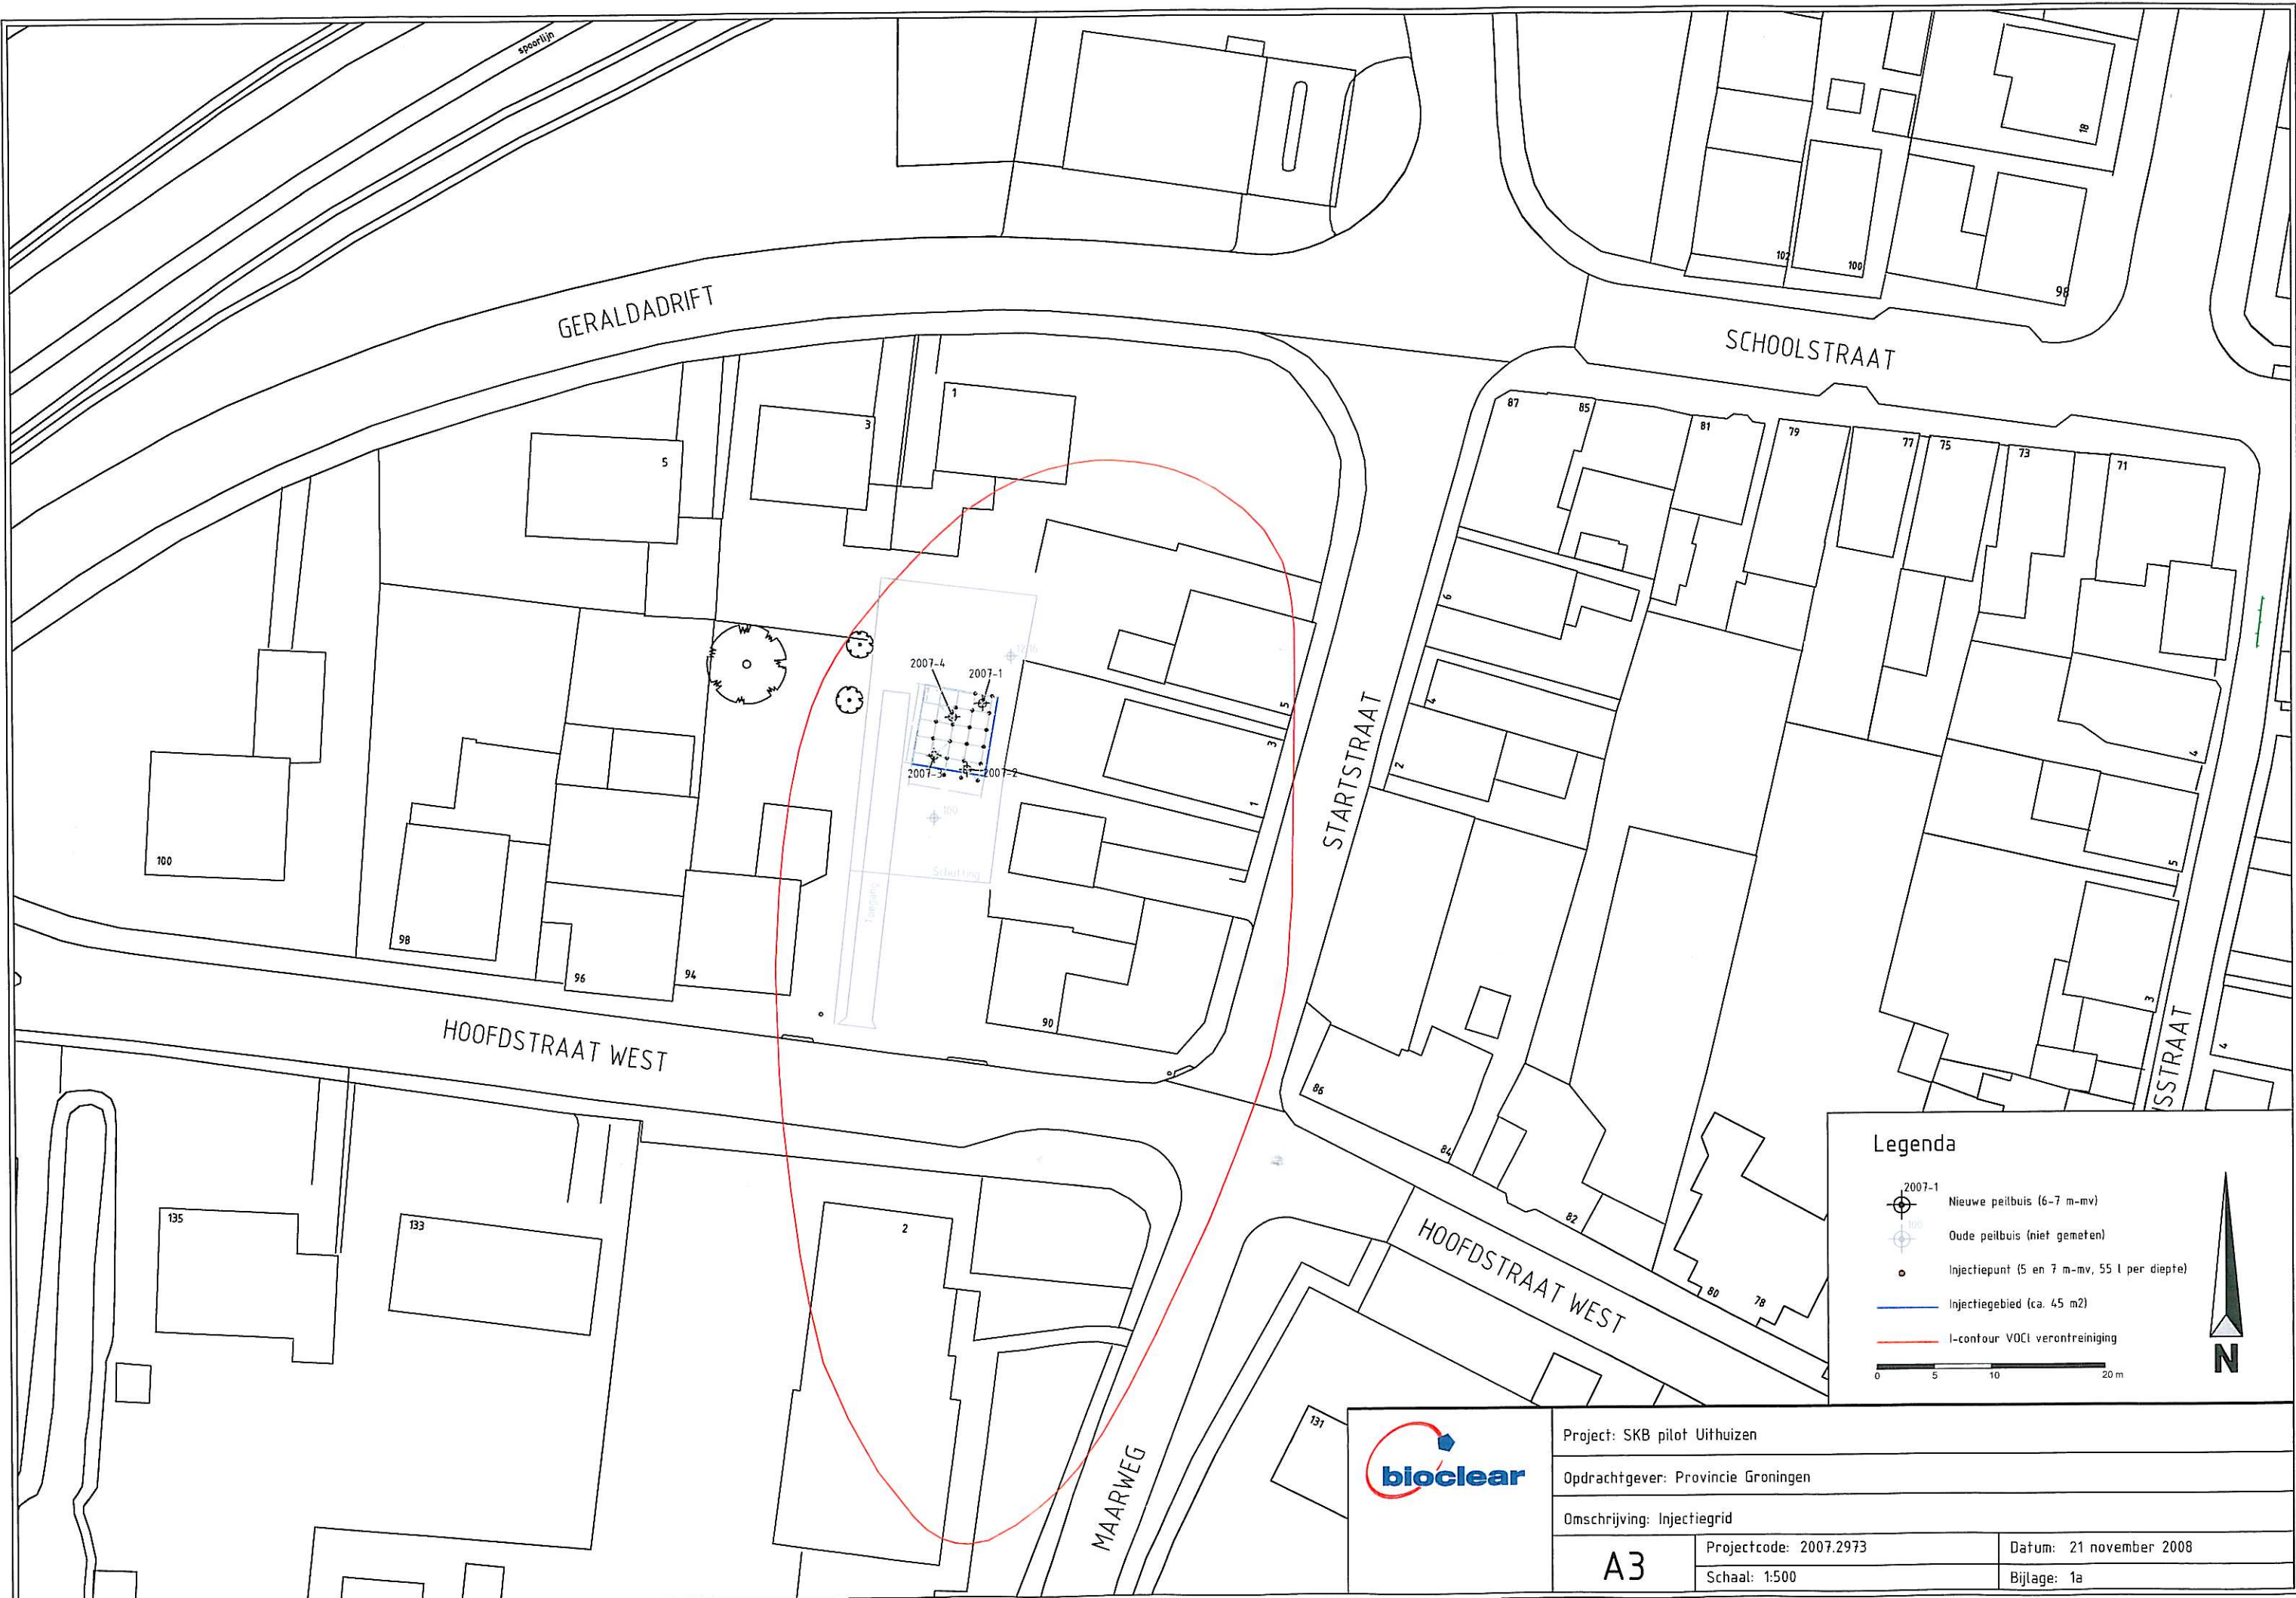 spoorlijn
GERALDADRIFT
SCHOOLSTRAAT
18
102
100
98
1
3
5
87
85
81
79
77
75
73
71
6
4
2
STARTSTRAAT
5
3
1
4
5
3
4
2007-4
2007-1
2007-3
2007-2
100
Schutting
Toegang
100
98
96
94
90
HOOFDSTRAAT WEST
86
84
82
80
78
HOOFDSTRAAT WEST
135
133
2
131
MAARWEG
Legenda
2007-1
Nieuwe peilbuis (6-7 m-mv)
100
Oude peilbuis (niet gemeten)
Injectiepunt (5 en 7 m-mv, 55 l per diepte)
Injectiegebied (ca. 45 m2)
I-contour VOCl verontreiniging
0 5 10 20 m
N
bioclear
Project: SKB pilot Uithuizen
Opdrachtgever: Provincie Groningen
Omschrijving: Injectiegrid
A3
Projectcode: 2007.2973
Datum: 21 november 2008
Schaal: 1:500
Bijlage: 1a